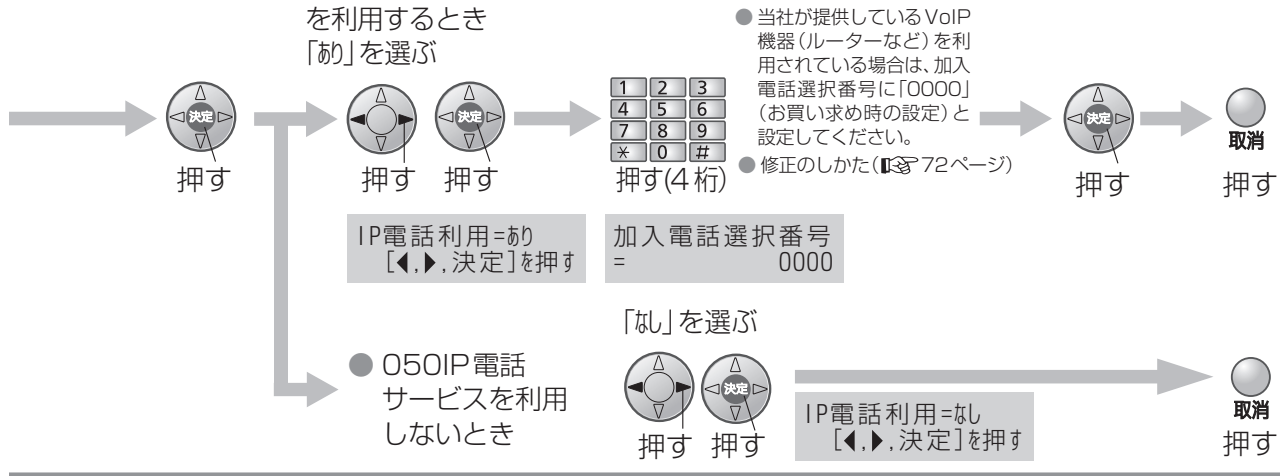 を利用するとき
「あり」を選ぶ
決定
押す
決定
押す
押す
1 2 3
4 5 6
7 8 9
* 0 #
押す(4桁)
● 当社が提供しているVoIP
機器(ルーターなど)を利
用されている場合は、加入
電話選択番号に「0000」
(お買い求め時の設定)と
設定してください。
● 修正のしかた(☞72ページ)
決定
押す
取消
押す
IP電話利用=あり
[◀,▶,決定]を押す
加入電話選択番号
= 0000
● 050IP電話
サービスを利用
しないとき
「なし」を選ぶ
決定
押す
押す
IP電話利用=なし
[◀,▶,決定]を押す
取消
押す